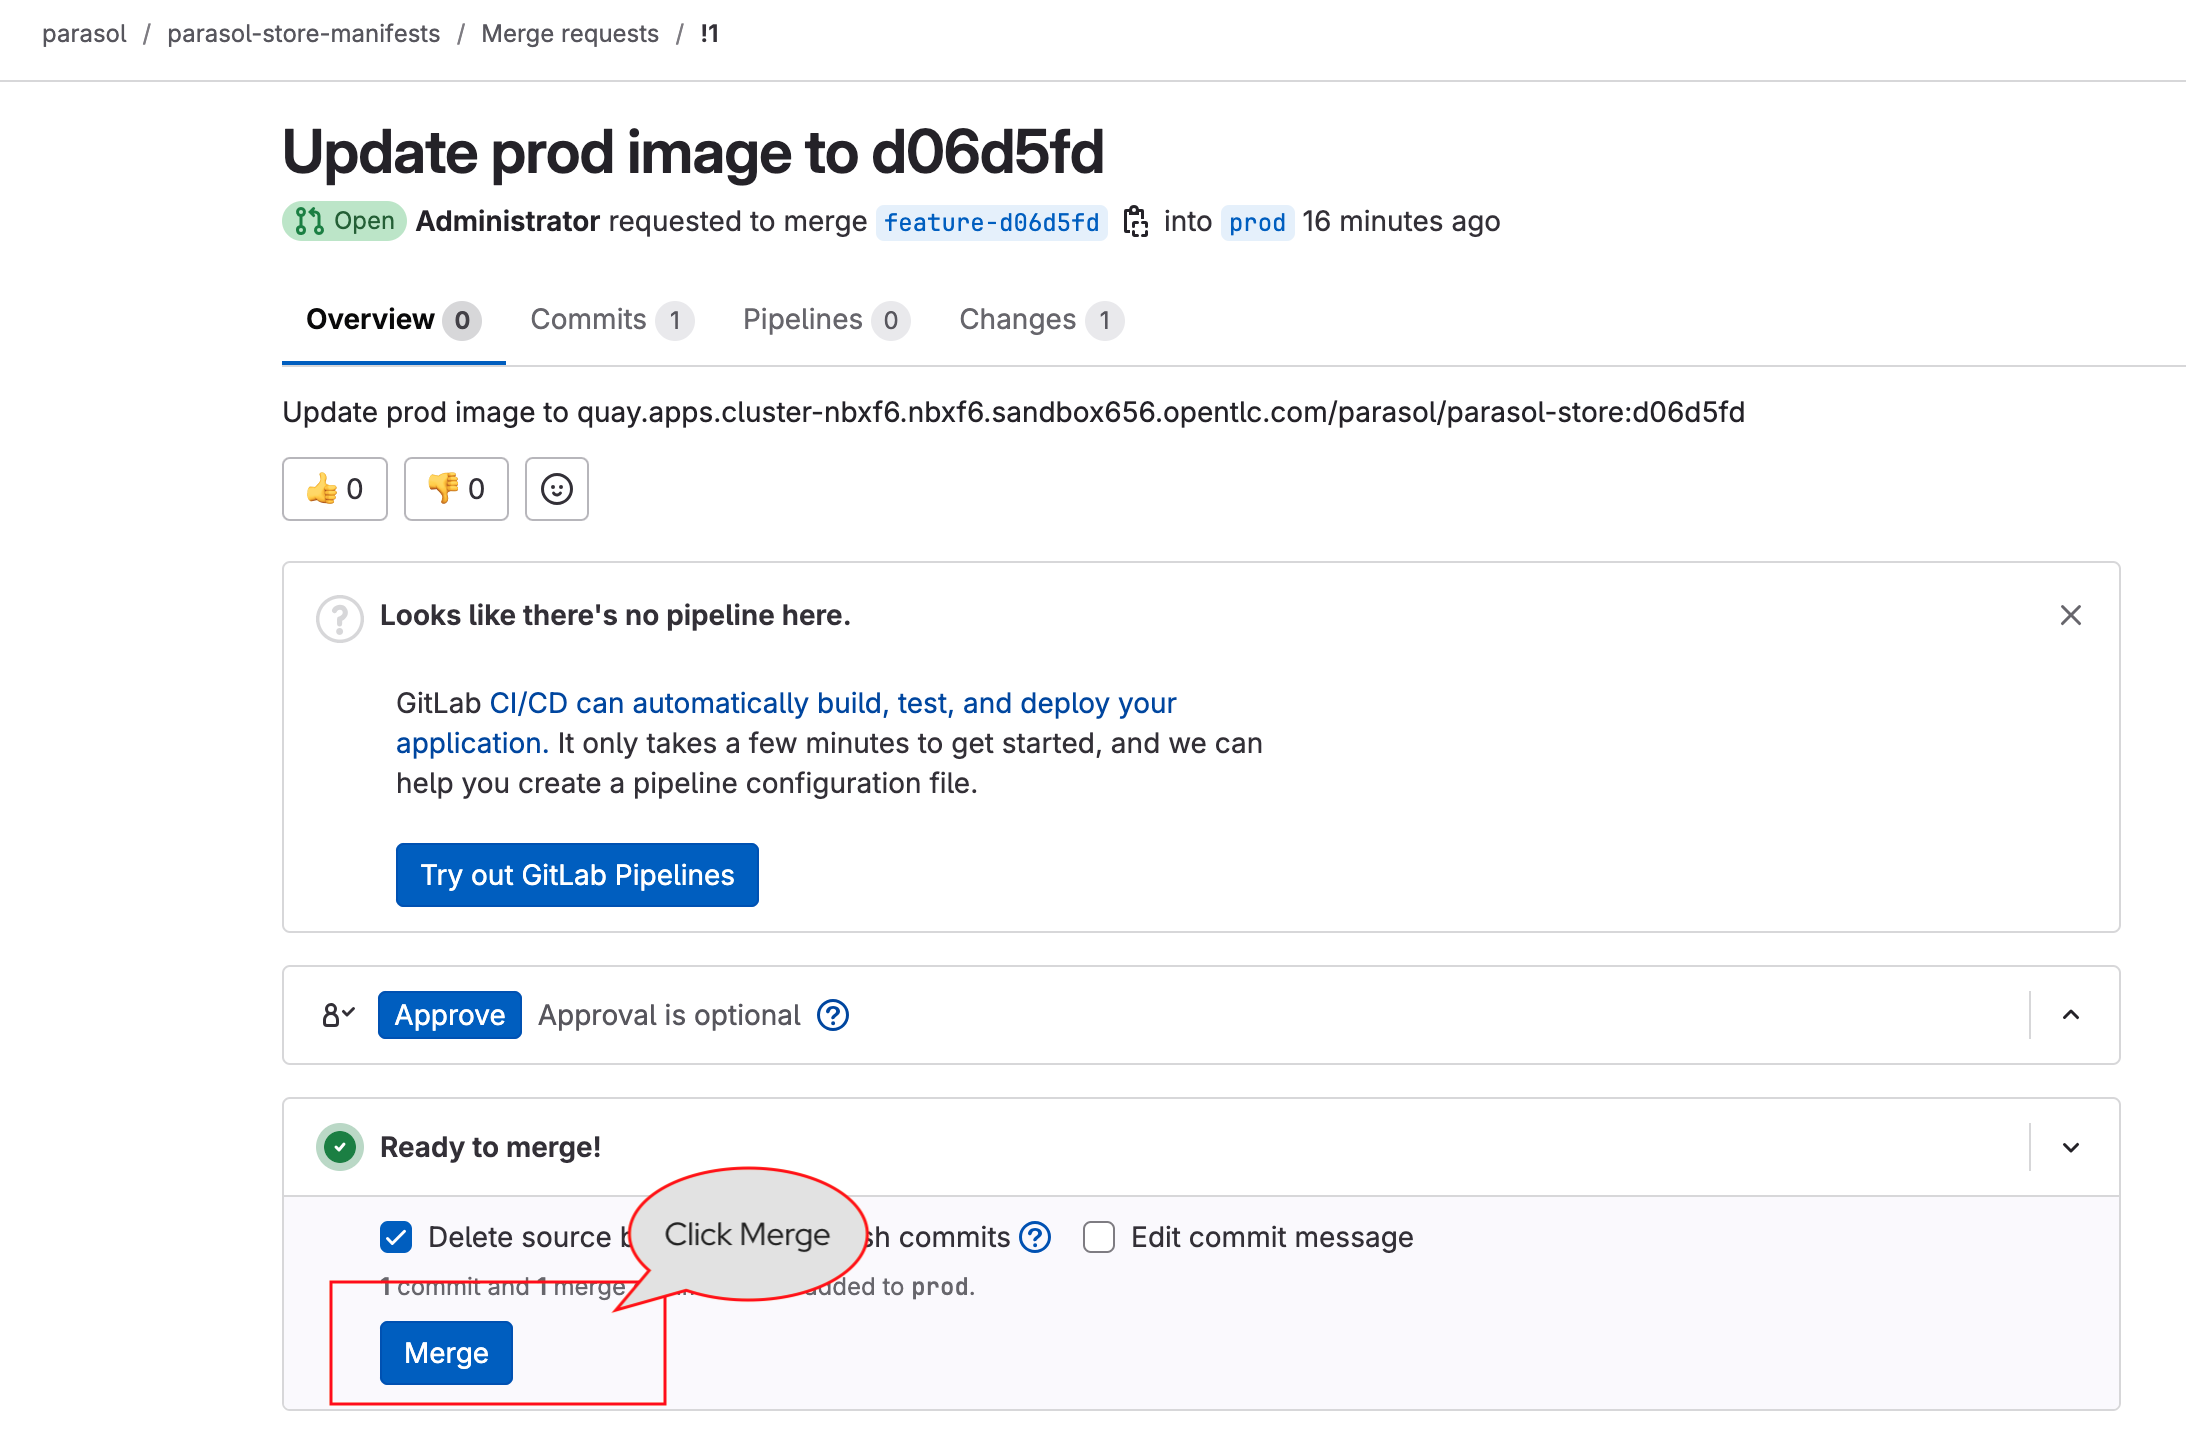 parasol / parasol-store-manifests / Merge requests / !1
Update prod image to d06d5fd
Open Administrator requested to merge feature-d06d5fd into prod 16 minutes ago
Overview 0 Commits 1 Pipelines 0 Changes 1
Update prod image to quay.apps.cluster-nbxf6.nbxf6.sandbox656.opentlc.com/parasol/parasol-store:d06d5fd
👍 0 👎 0
Looks like there's no pipeline here.
GitLab CI/CD can automatically build, test, and deploy your
application. It only takes a few minutes to get started, and we can
help you create a pipeline configuration file.
Try out GitLab Pipelines
Approve Approval is optional
Ready to merge!
Delete source commits Edit commit message
Click Merge
1 commit and 1 merge to prod.
Merge